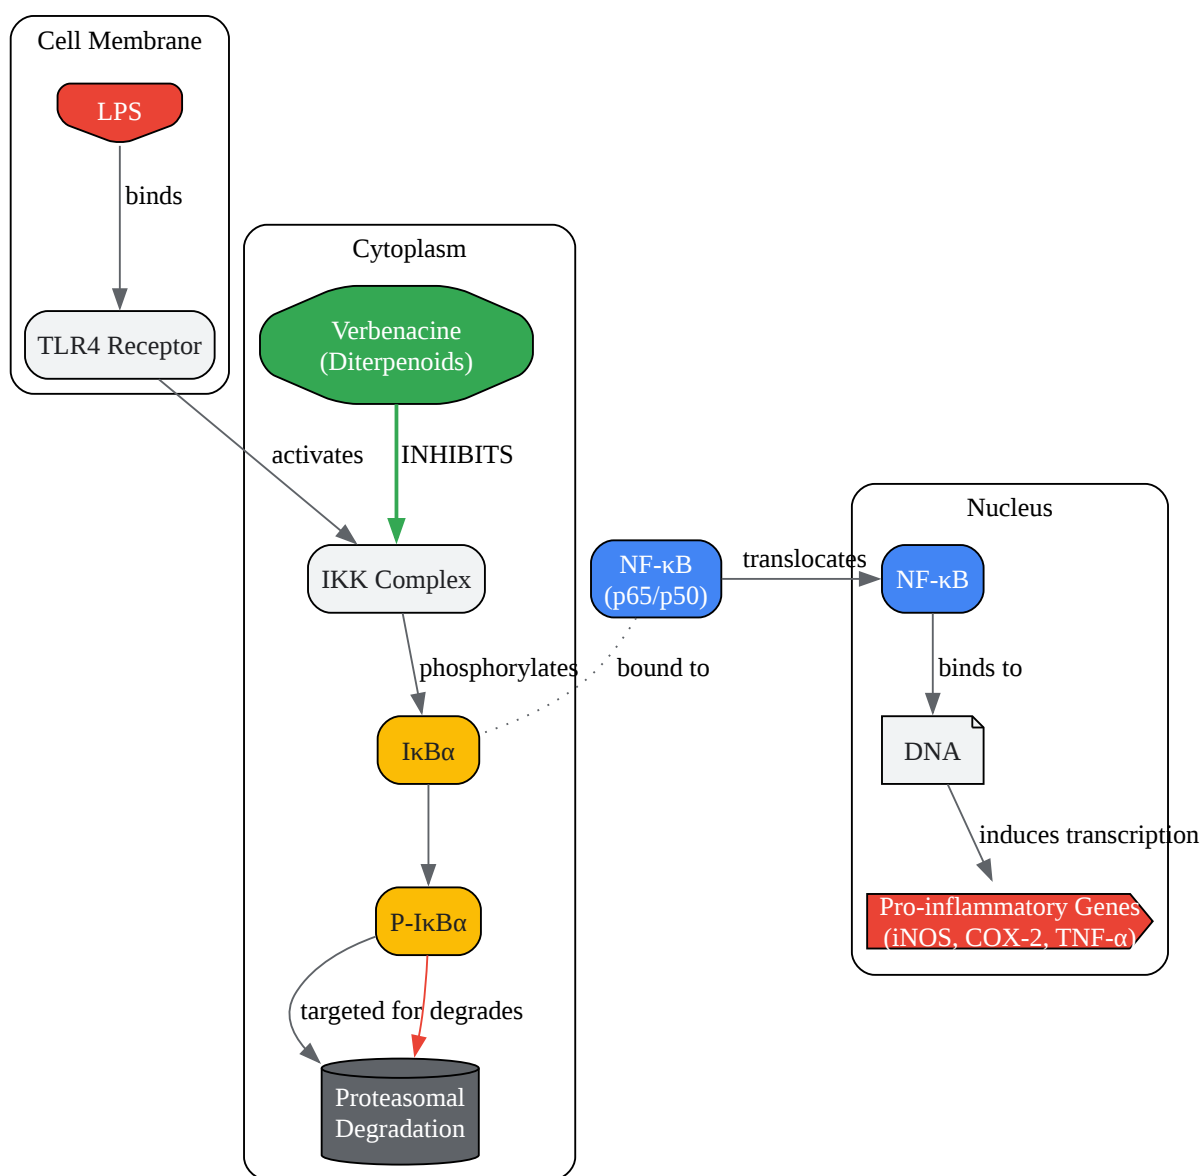 Cell Membrane
LPS
binds
TLR4 Receptor
Cytoplasm
Verbenacine
(Diterpenoids)
activates
INHIBITS
IKK Complex
phosphorylates
IκBα
P-IκBα
targeted for
degrades
Proteasomal
Degradation
NF-κB
(p65/p50)
bound to
translocates
Nucleus
NF-κB
binds to
DNA
induces transcription
Pro-inflammatory Genes
(iNOS, COX-2, TNF-α)